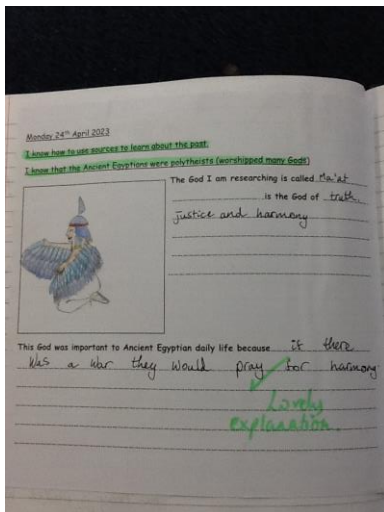 Monday 24th April 2023
I know how to use sources to learn about the past.
I know that the Ancient Egyptians were polytheists (worshipped many Gods)
The God I am researching is called Ma'at
is the God of truth,
justice and harmony
This God was important to Ancient Egyptian daily life because if there
was a war they would pray for harmony
Lovely
explanation.